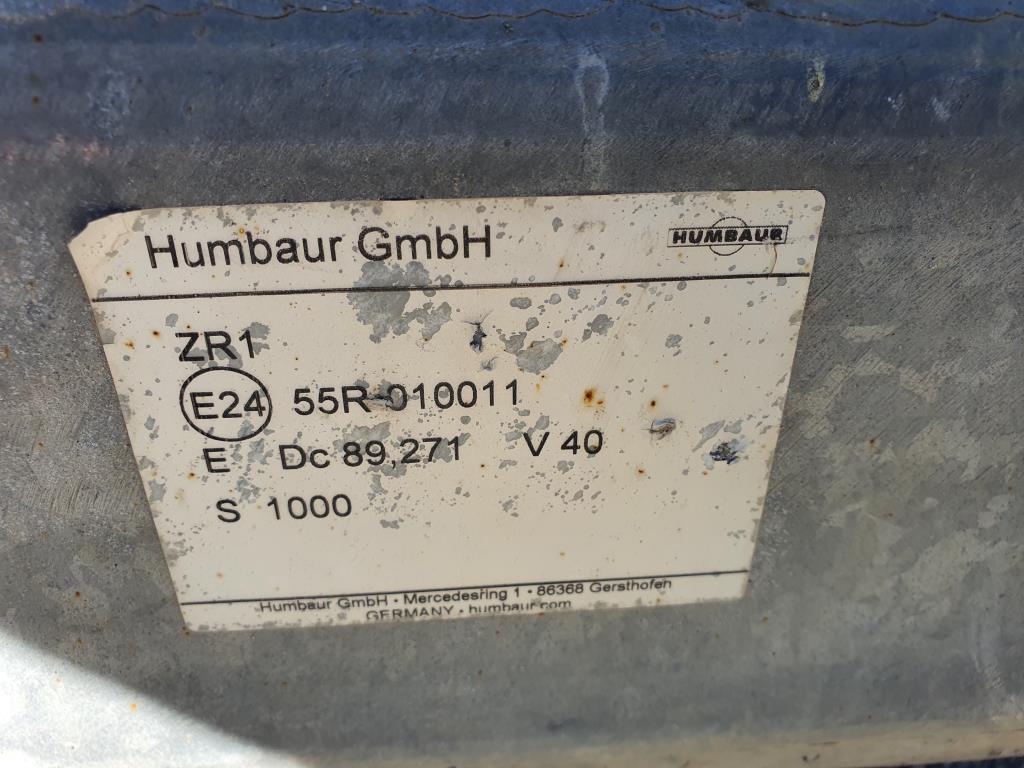 Humbaur GmbH HUMBAUR
ZR1
E24 55R-010011
E Dc 89,271 V 40
S 1000
Humbaur GmbH · Mercedesring 1 · 86368 Gersthofen
GERMANY · humbaur.com